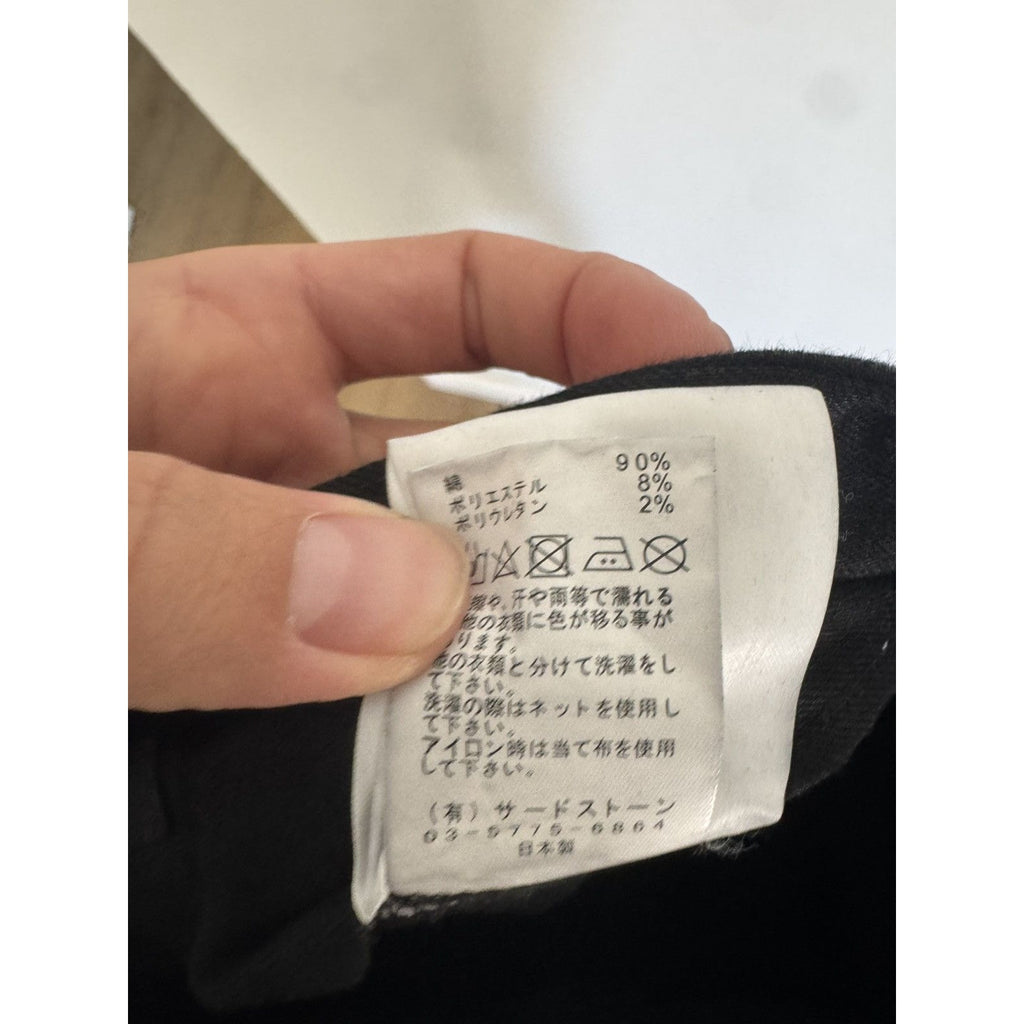 綿 90%
ポリエステル 8%
ポリウレタン 2%
や、汗や雨等で濡れる
他の衣類に色が移る事が
ります。
他の衣類と分けて洗濯をし
て下さい。
洗濯の際はネットを使用し
て下さい。
アイロン時は当て布を使用
して下さい。
(有)サードストーン
03-5775-6864
日本製